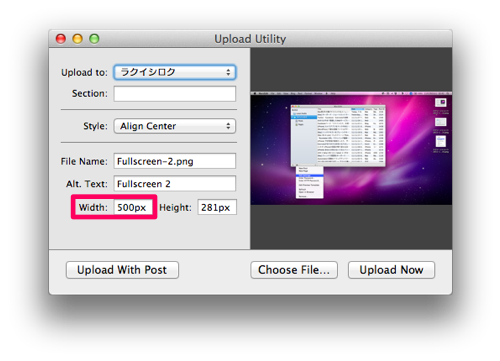 Upload Utility
Upload to: ラクイシロク
Section:
Style: Align Center
File Name: Fullscreen-2.png
Alt. Text: Fullscreen 2
Width: 500px Height: 281px
Upload With Post Choose File... Upload Now